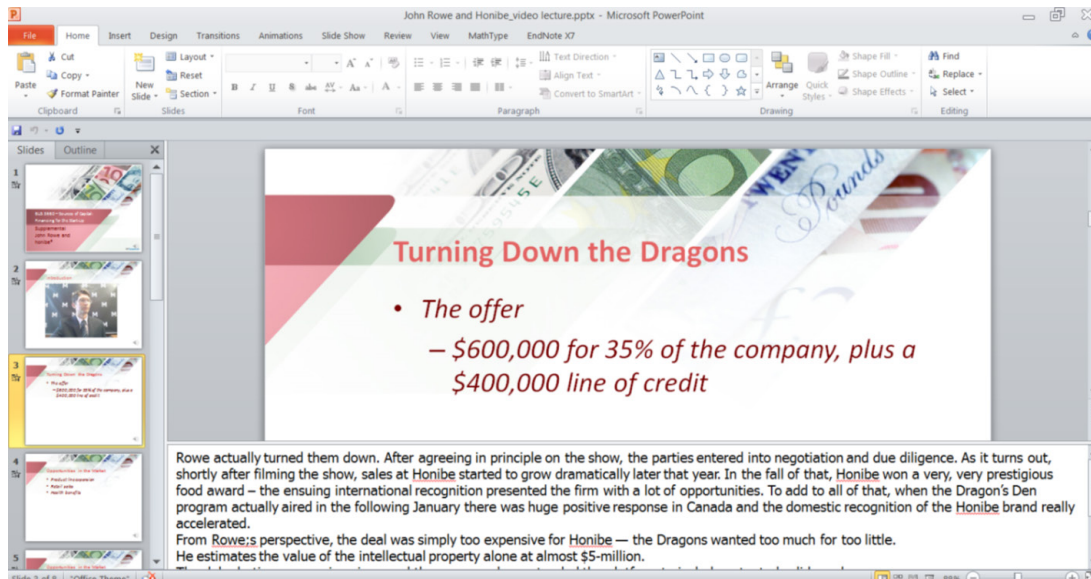 John Rowe and Honibe_video lecture.pptx - Microsoft PowerPoint
File Home Insert Design Transitions Animations Slide Show Review View MathType EndNote X7
Cut
Copy
Format Painter
Paste
Clipboard
New Slide
Layout
Reset
Section
Slides
B I U S abc AV Aa A
Font
Text Direction
Align Text
Convert to SmartArt
Paragraph
Arrange
Quick Styles
Shape Fill
Shape Outline
Shape Effects
Drawing
Find
Replace
Select
Editing
Slides Outline
1
2
3
4
5
Turning Down the Dragons
• The offer
– $600,000 for 35% of the company, plus a
$400,000 line of credit
Rowe actually turned them down. After agreeing in principle on the show, the parties entered into negotiation and due diligence. As it turns out,
shortly after filming the show, sales at Honibe started to grow dramatically later that year. In the fall of that, Honibe won a very, very prestigious
food award – the ensuing international recognition presented the firm with a lot of opportunities. To add to all of that, when the Dragon's Den
program actually aired in the following January there was huge positive response in Canada and the domestic recognition of the Honibe brand really
accelerated.
From Rowe;s perspective, the deal was simply too expensive for Honibe — the Dragons wanted too much for too little.
He estimates the value of the intellectual property alone at almost $5-million.